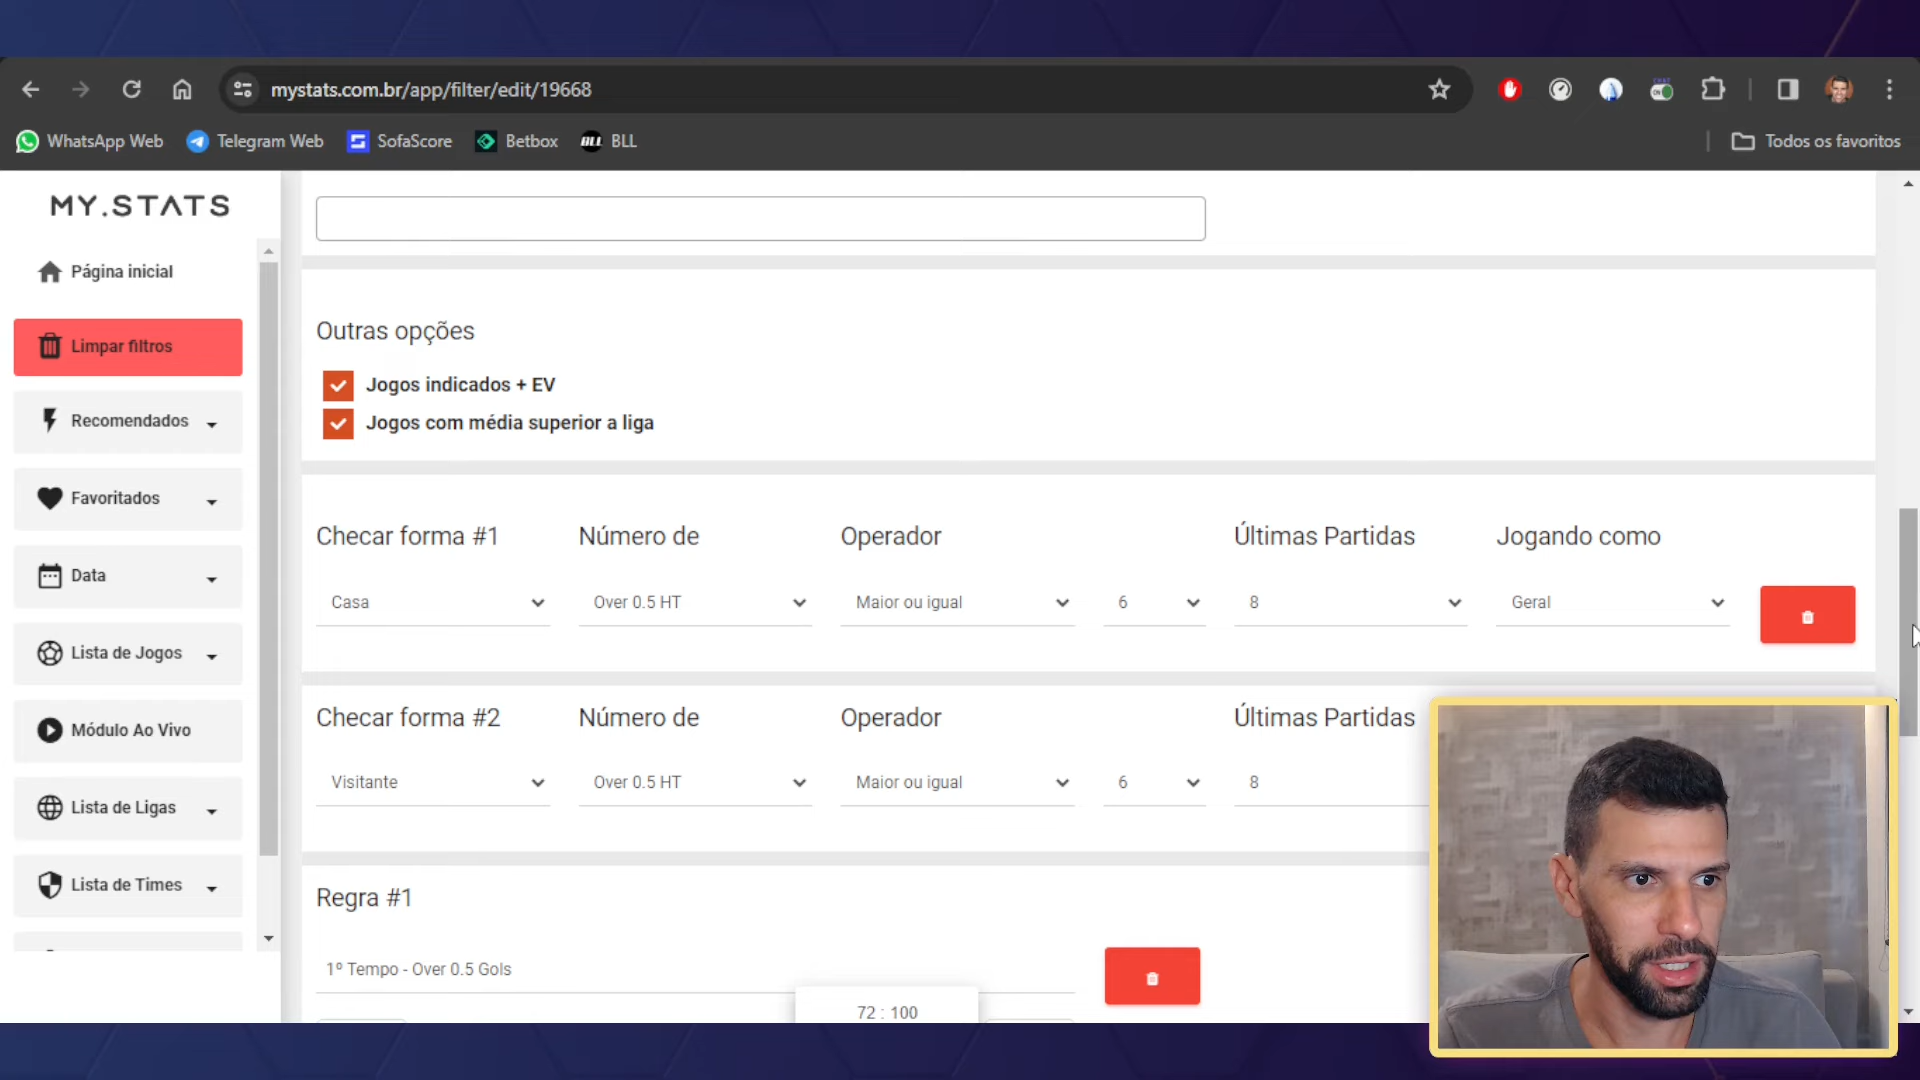 mystats.com.br/app/filter/edit/19668
WhatsApp Web
Telegram Web
SofaScore
Betbox
BLL
BLL
Todos os favoritos
MY.STATS
Página inicial
Limpar filtros
Recomendados
Favoritados
Data
Lista de Jogos
Módulo Ao Vivo
Lista de Ligas
Lista de Times
Outras opções
Jogos indicados + EV
Jogos com média superior a liga
Checar forma #1
Número de
Operador
Últimas Partidas
Jogando como
Casa
Over 0.5 HT
Maior ou igual
6
8
Geral
Checar forma #2
Número de
Operador
Últimas Partidas
Visitante
Over 0.5 HT
Maior ou igual
6
8
Regra #1
1º Tempo - Over 0.5 Gols
72 : 100